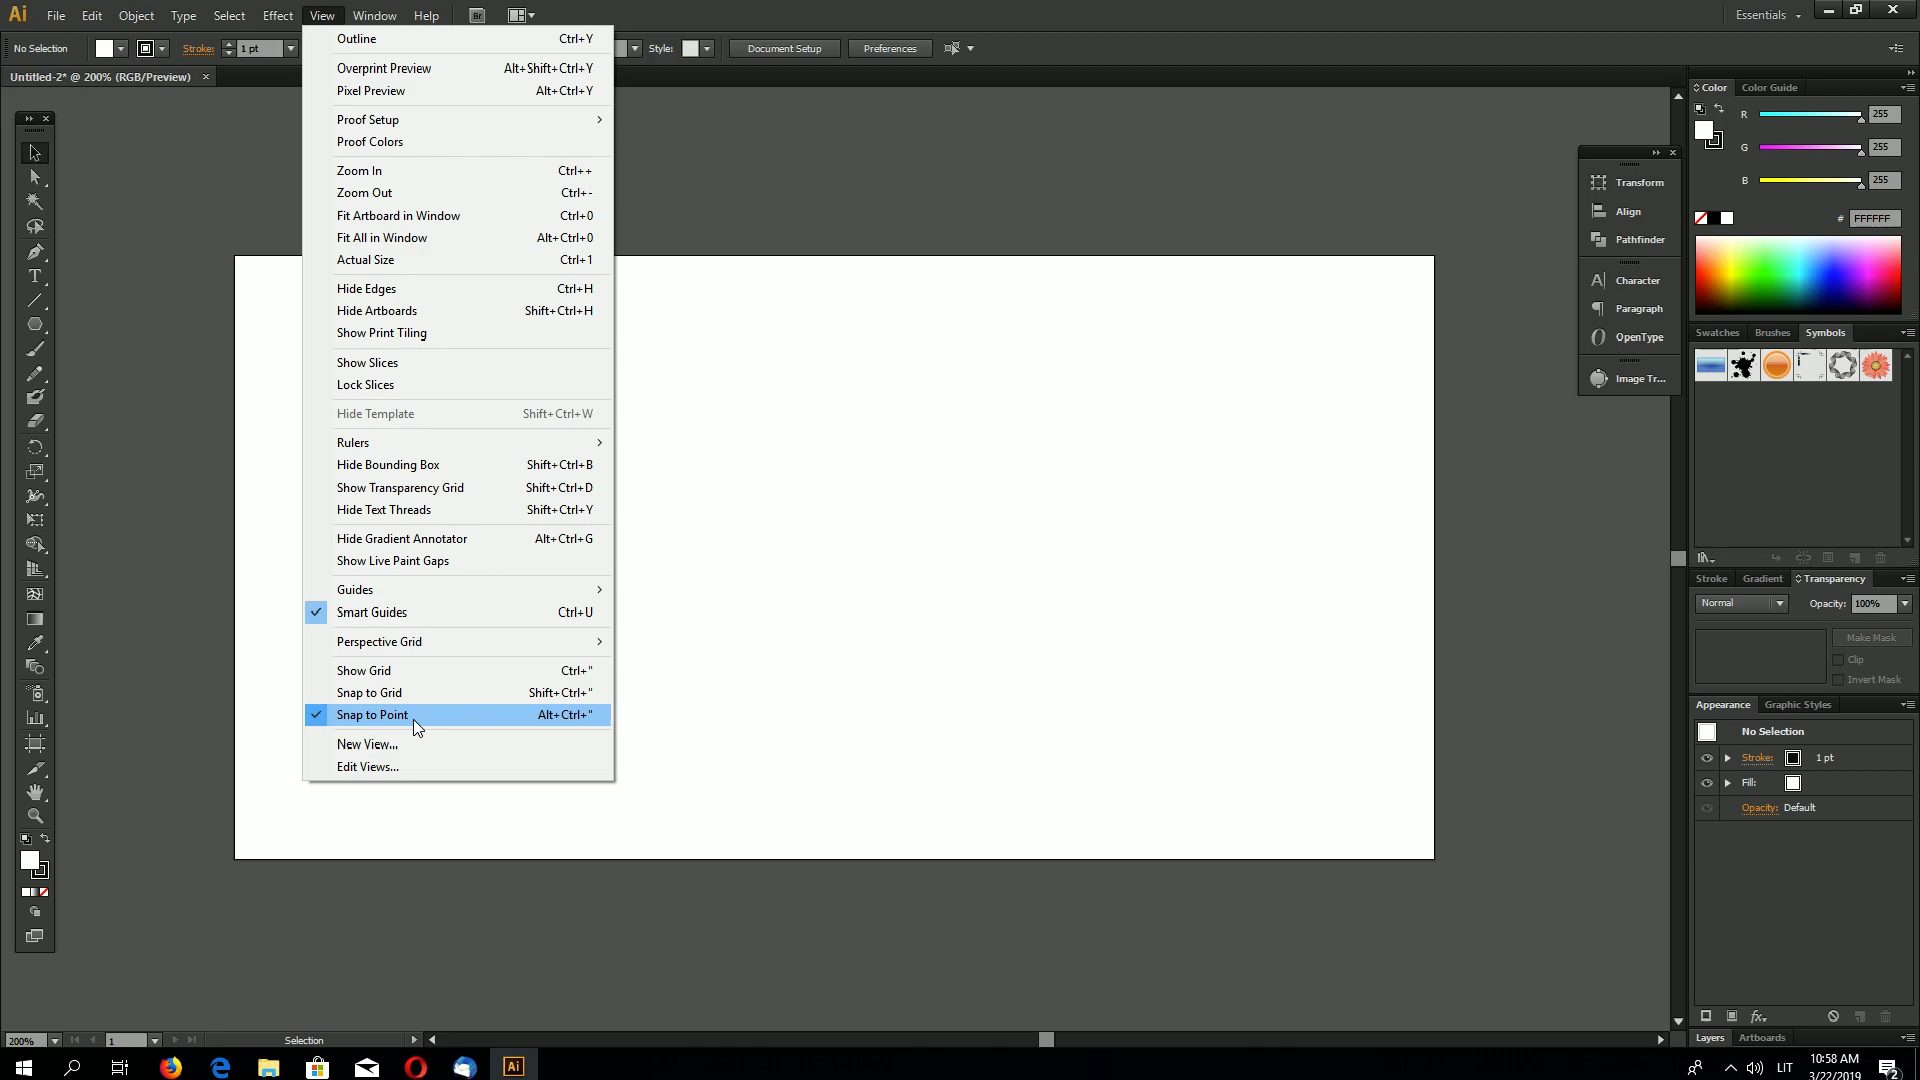 Ai File Edit Object Type Select Effect View Window Help Br Essentials
No Selection Stroke: 1 pt Style: Document Setup Preferences
Untitled-2* @ 200% (RGB/Preview) ×
Outline Ctrl+Y
Overprint Preview Alt+Shift+Ctrl+Y
Pixel Preview Alt+Ctrl+Y
Proof Setup
Proof Colors
Zoom In Ctrl++
Zoom Out Ctrl+-
Fit Artboard in Window Ctrl+0
Fit All in Window Alt+Ctrl+0
Actual Size Ctrl+1
Hide Edges Ctrl+H
Hide Artboards Shift+Ctrl+H
Show Print Tiling
Show Slices
Lock Slices
Hide Template Shift+Ctrl+W
Rulers
Hide Bounding Box Shift+Ctrl+B
Show Transparency Grid Shift+Ctrl+D
Hide Text Threads Shift+Ctrl+Y
Hide Gradient Annotator Alt+Ctrl+G
Show Live Paint Gaps
Guides
Smart Guides Ctrl+U
Perspective Grid
Show Grid Ctrl+"
Snap to Grid Shift+Ctrl+"
Snap to Point Alt+Ctrl+"
New View...
Edit Views...
Transform
Align
Pathfinder
Character
Paragraph
OpenType
Image Tr...
Color Color Guide
R 255
G 255
B 255
# FFFFFF
Swatches Brushes Symbols
Stroke Gradient Transparency
Normal Opacity: 100%
Make Mask
Clip
Invert Mask
Appearance Graphic Styles
No Selection
Stroke: 1 pt
Fill:
Opacity: Default
fx
Layers Artboards
200% 1 Selection
Ai LIT 10:58 AM
3/22/2019 2